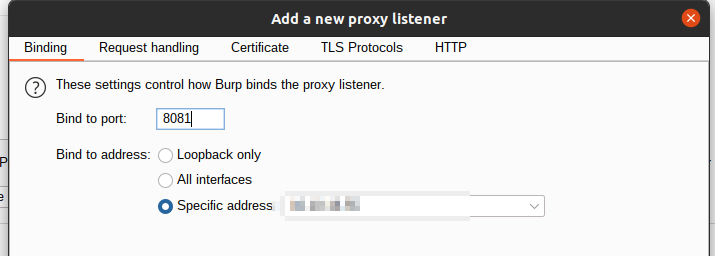 Add a new proxy listener
Binding Request handling Certificate TLS Protocols HTTP
These settings control how Burp binds the proxy listener.
Bind to port: 8081
Bind to address: Loopback only
All interfaces
Specific address: